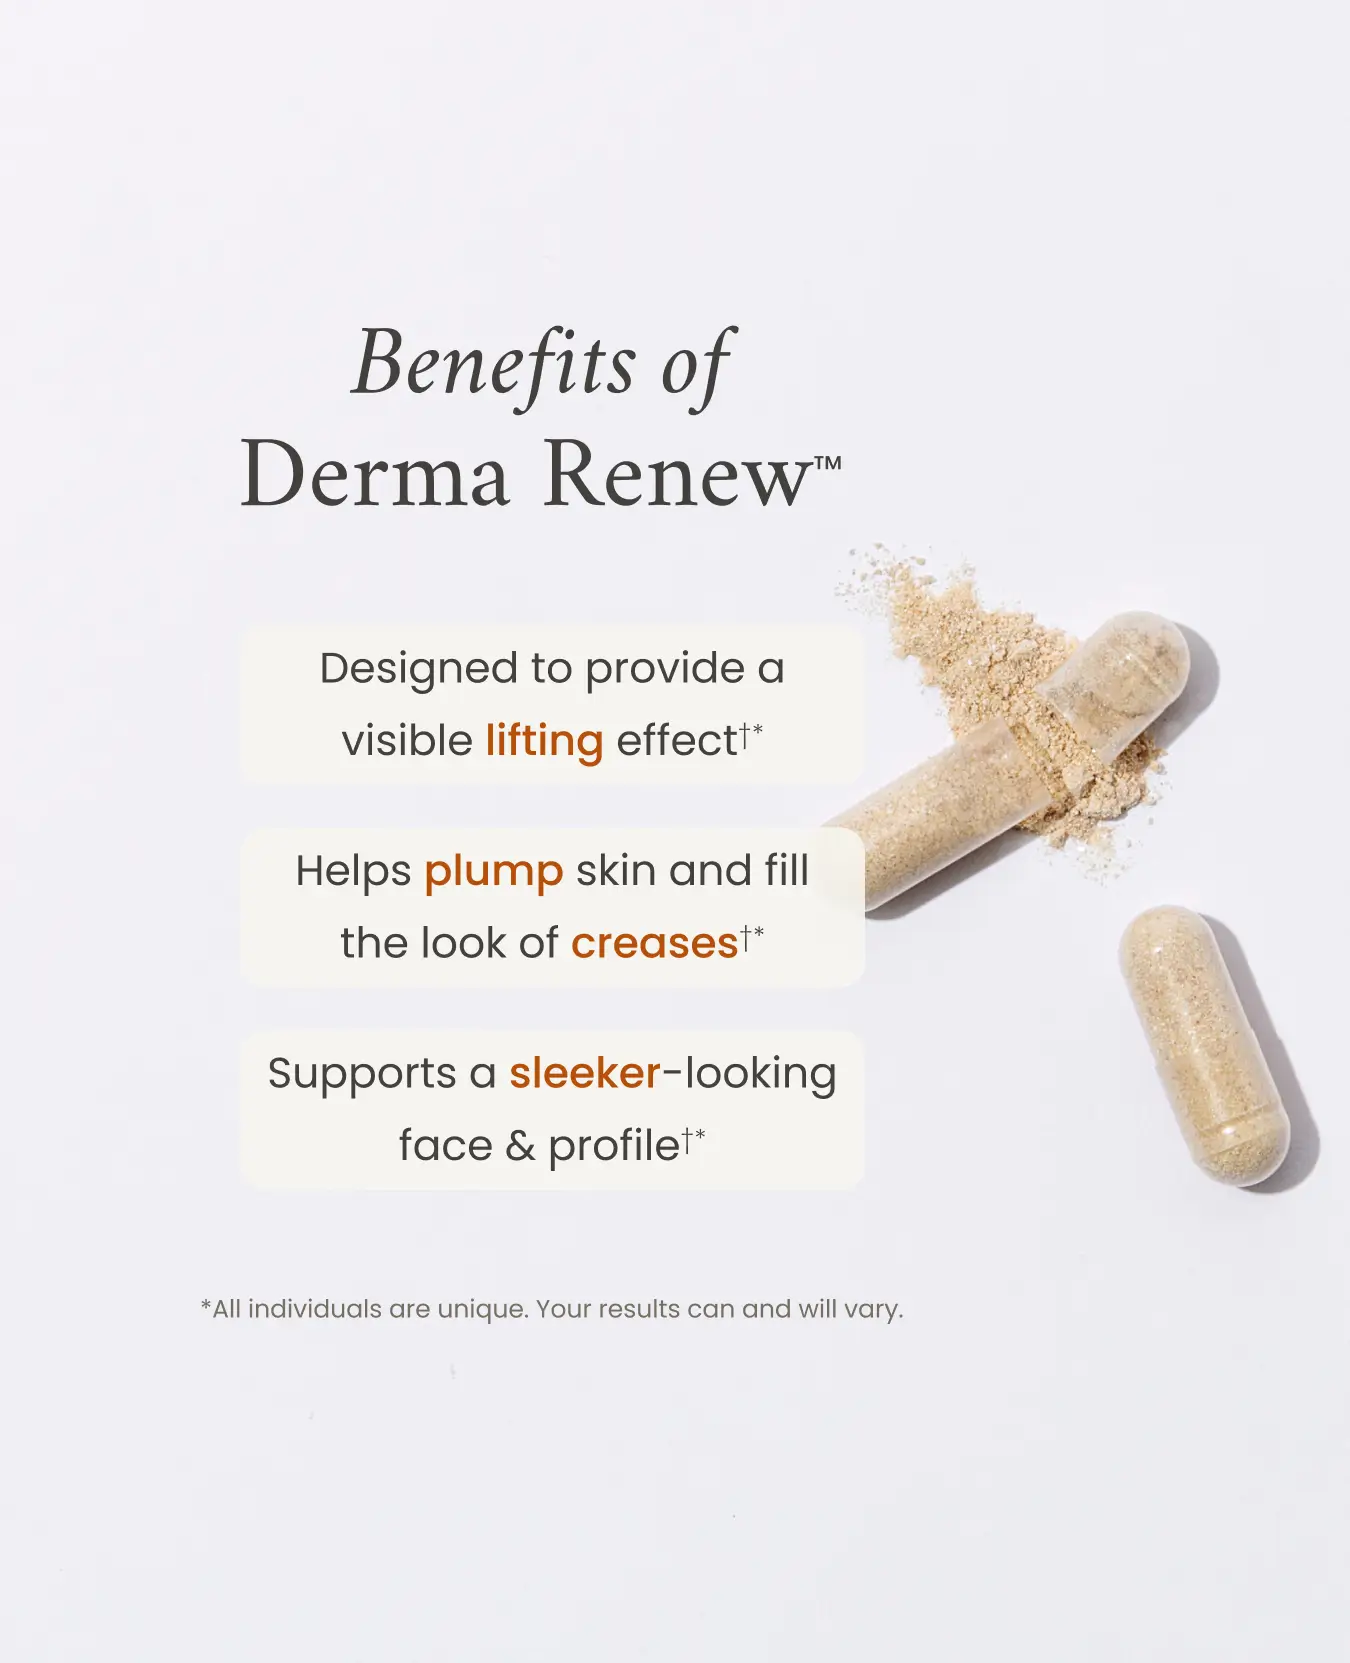 Benefits of
Derma Renew™
Designed to provide a
visible lifting effect†*
Helps plump skin and fill
the look of creases†*
Supports a sleeker-looking
face & profile†*
*All individuals are unique. Your results can and will vary.